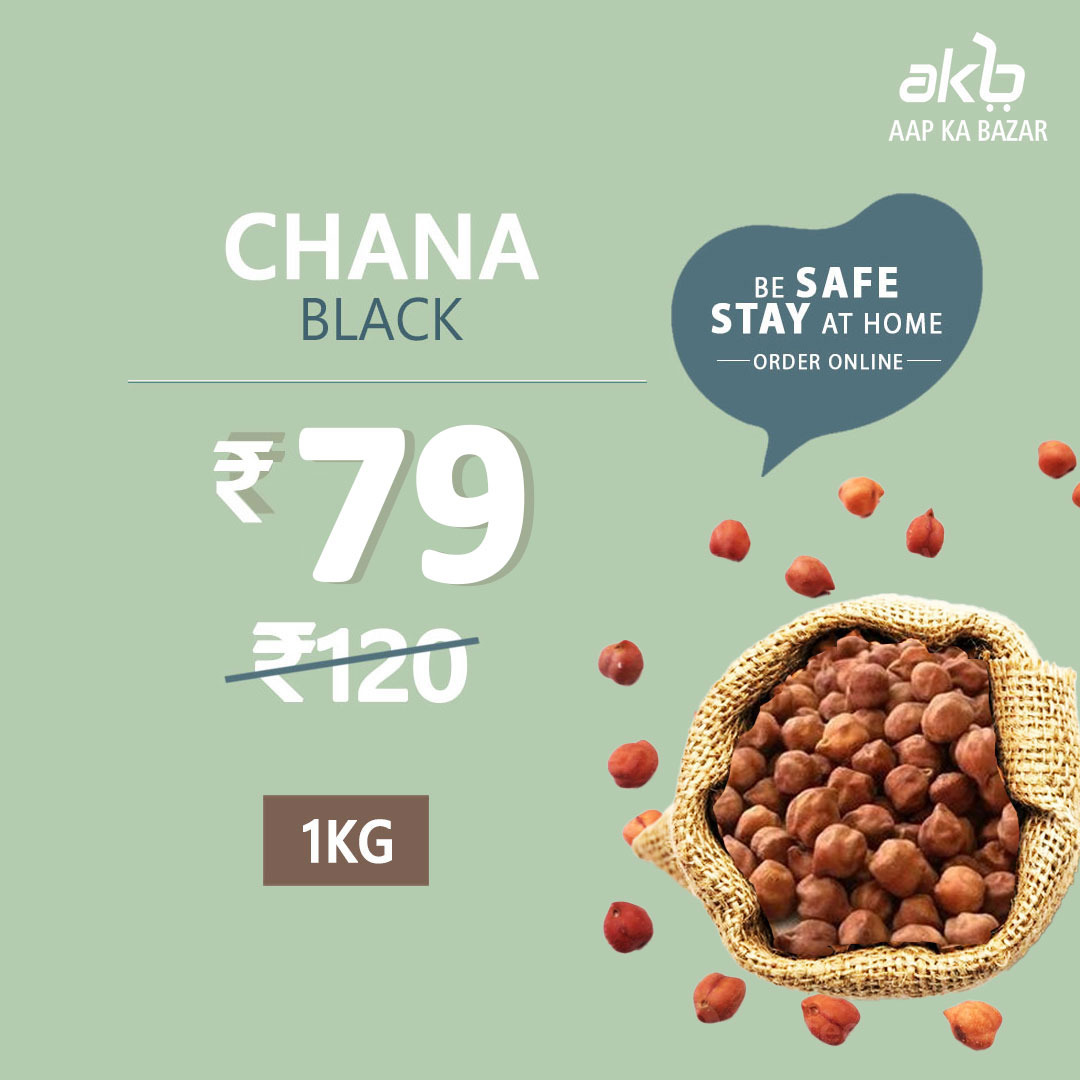 akb
AAP KA BAZAR
CHANA
BLACK
BE SAFE
STAY AT HOME
ORDER ONLINE
₹79
₹120
1KG